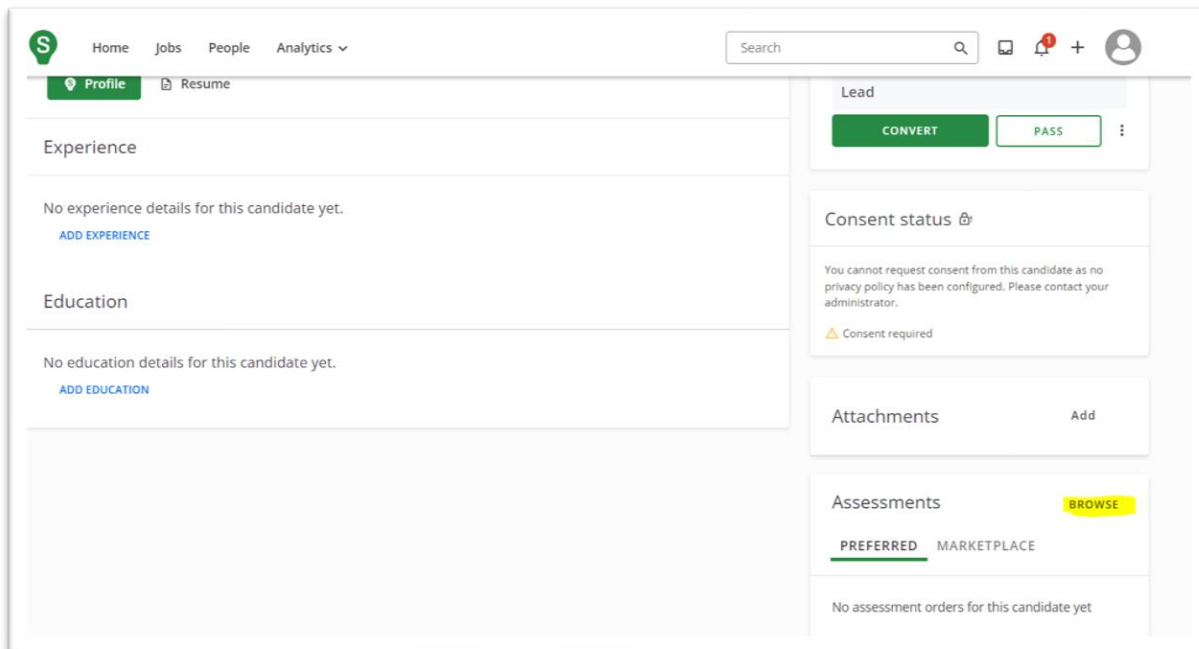 S
Home Jobs People Analytics
Search
1
Profile Resume
Experience
No experience details for this candidate yet.
ADD EXPERIENCE
Education
No education details for this candidate yet.
ADD EDUCATION
Lead
CONVERT PASS
Consent status
You cannot request consent from this candidate as no
privacy policy has been configured. Please contact your
administrator.
Consent required
Attachments Add
Assessments BROWSE
PREFERRED MARKETPLACE
No assessment orders for this candidate yet